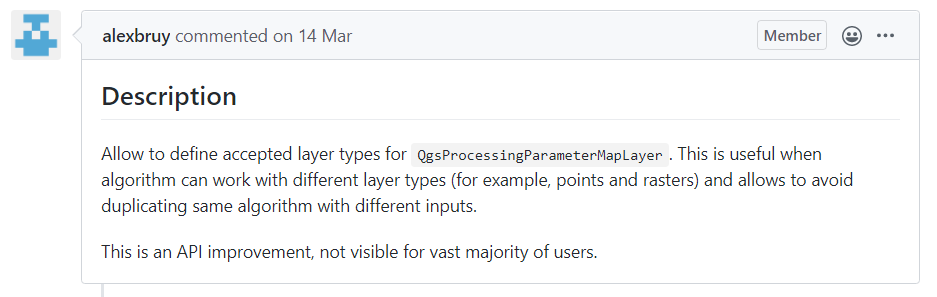 alexbruy commented on 14 Mar Member
Description
Allow to define accepted layer types for QgsProcessingParameterMapLayer. This is useful when
algorithm can work with different layer types (for example, points and rasters) and allows to avoid
duplicating same algorithm with different inputs.
This is an API improvement, not visible for vast majority of users.